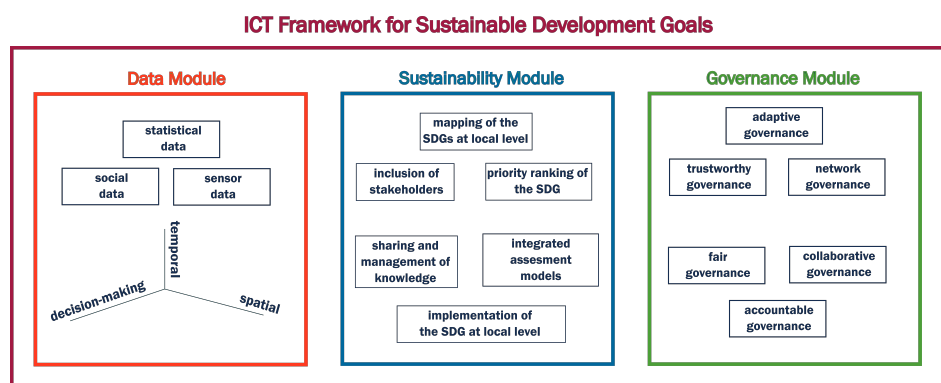 ICT Framework for Sustainable Development Goals
Data Module
statistical
data
social
data
sensor
data
temporal
decision-making
spatial
Sustainability Module
mapping of the
SDGs at local level
inclusion of
stakeholders
priority ranking of
the SDG
sharing and
management of
knowledge
integrated
assesment
models
implementation of
the SDG at local level
Governance Module
adaptive
governance
trustworthy
governance
network
governance
fair
governance
collaborative
governance
accountable
governance